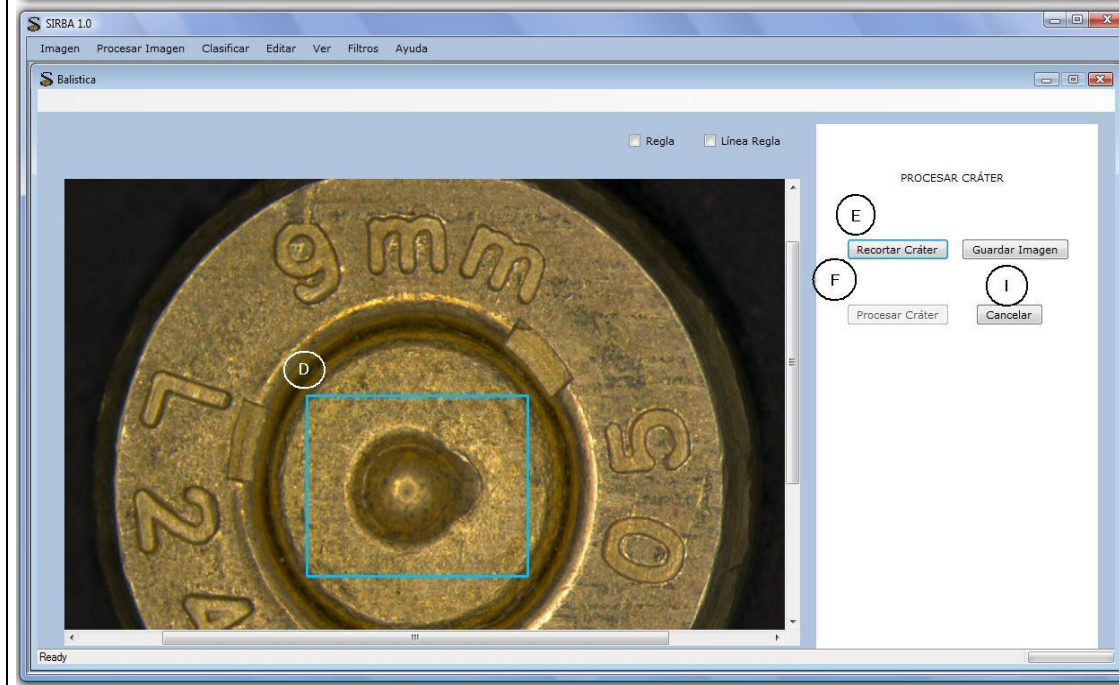 SIRBA 1.0
Imagen Procesar Imagen Clasificar Editar Ver Filtros Ayuda
Balistica
Regla Línea Regla
PROCESAR CRÁTER
E
Recortar Cráter Guardar Imagen
F I
Procesar Cráter Cancelar
9mm
D
L
50
2
A
Ready